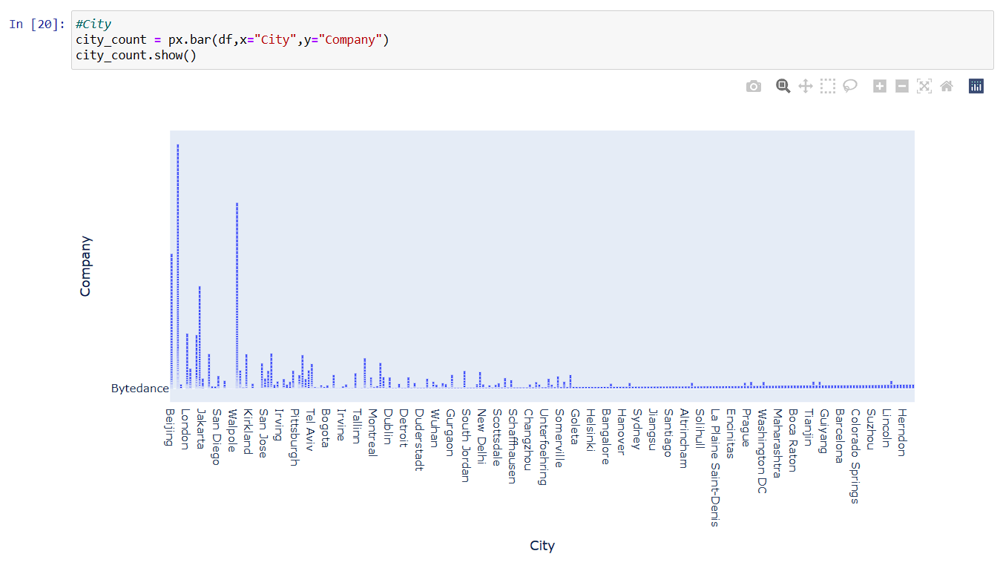 In [20]:
#City
city_count = px.bar(df,x="City",y="Company")
city_count.show()
Company
Bytedance
Beijing
London
Jakarta
San Diego
Walpole
Kirkland
San Jose
Irving
Pittsburgh
Tel Aviv
Bogota
Irvine
Tallinn
Montreal
Dublin
Detroit
Duderstadt
Wuhan
Gurgaon
South Jordan
New Delhi
Scottsdale
Schaffhausen
Changzhou
Unterfoehring
Somerville
Goleta
Helsinki
Bangalore
Hanover
Sydney
Jiangsu
Santiago
Altrincham
Solihull
La Plaine Saint-Denis
Encinitas
Prague
Washington DC
Maharashtra
Boca Raton
Tianjin
Guiyang
Barcelona
Colorado Springs
Suzhou
Lincoln
Herndon
City